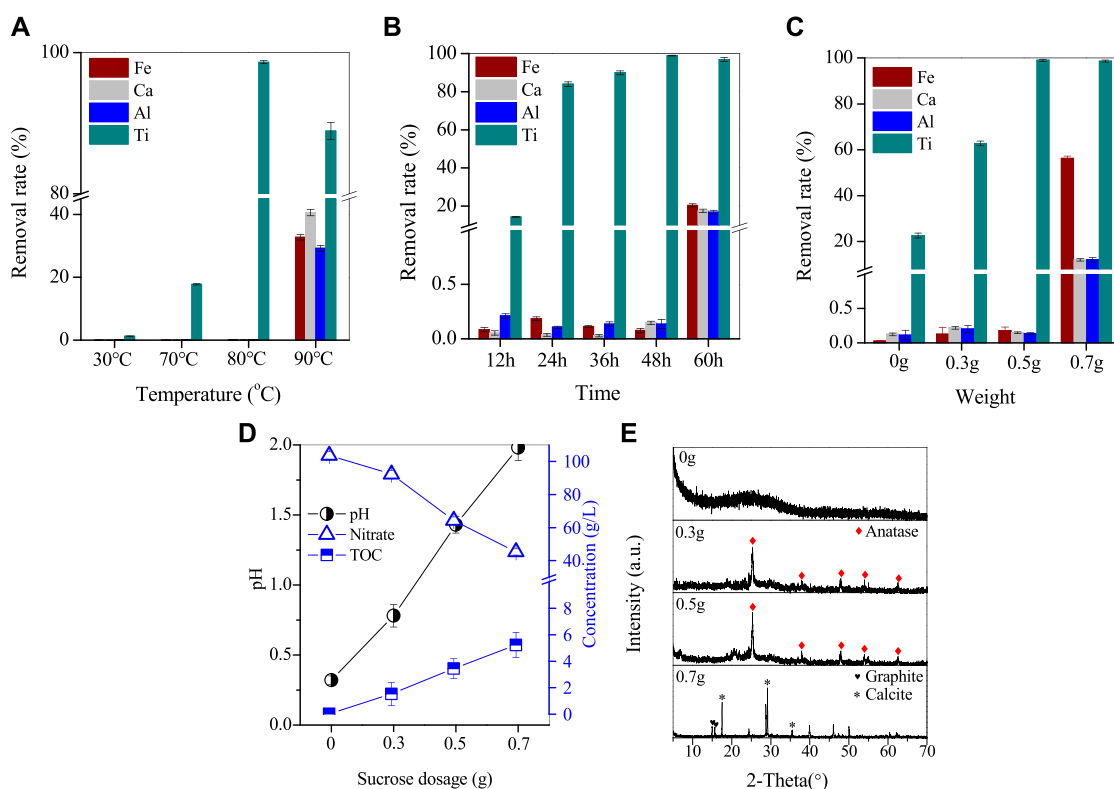 A
Removal rate (%)
100
80
40
20
0
Fe
Ca
Al
Ti
30°C 70°C 80°C 90°C
Temperature (°C)
B
Removal rate (%)
100
80
60
40
20
0.5
0.0
Fe
Ca
Al
Ti
12h 24h 36h 48h 60h
Time
C
Removal rate (%)
100
80
60
40
20
0.5
0.0
Fe
Ca
Al
Ti
0g 0.3g 0.5g 0.7g
Weight
D
pH
2.0
1.5
1.0
0.5
0.0
pH
Nitrate
TOC
100
80
60
40
8
6
4
2
0
Concentration (g/L)
0 0.3 0.5 0.7
Sucrose dosage (g)
E
Intensity (a.u.)
0g
0.3g
Anatase
0.5g
0.7g
Graphite
* Calcite
10 20 30 40 50 60 70
2-Theta(°)